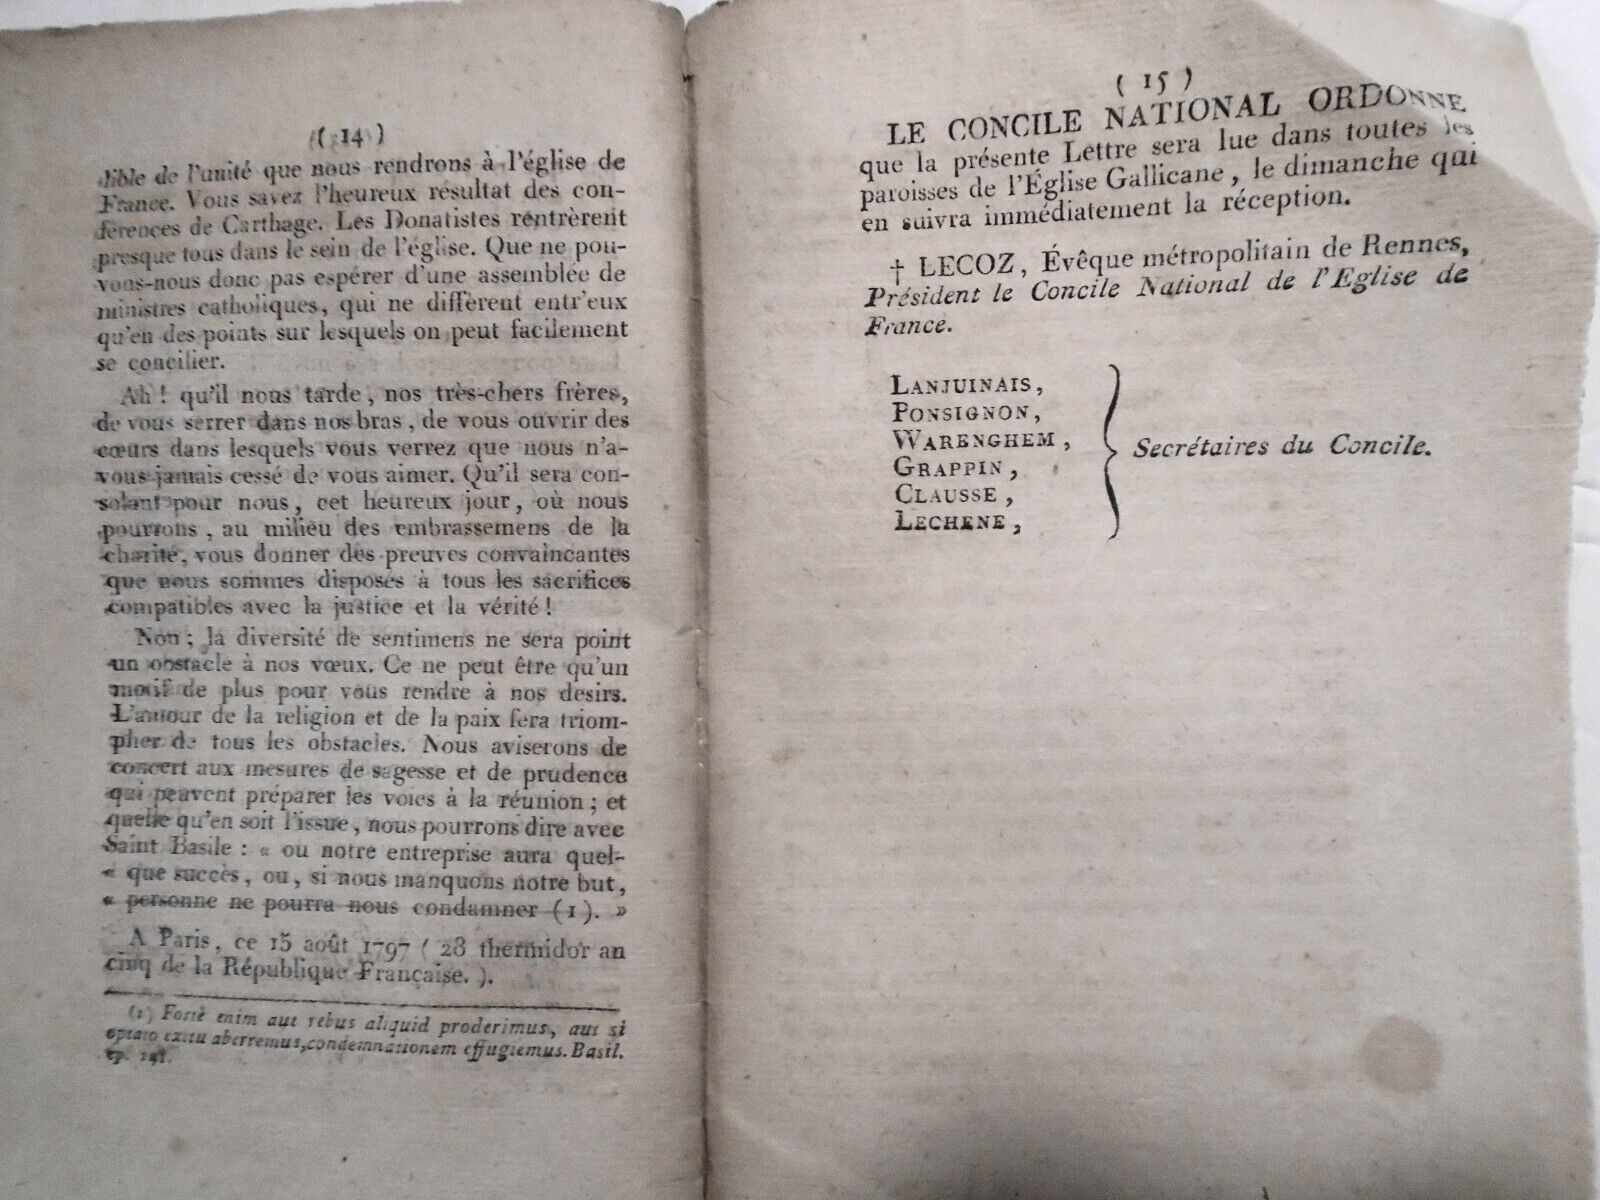 ( 14 )
dible de l'unité que nous rendrons à l'église de
France. Vous savez l'heureux résultat des con-
férences de Carthage. Les Donatistes rentrèrent
presque tous dans le sein de l'église. Que ne pou-
vons-nous donc pas espérer d'une assemblée de
ministres catholiques, qui ne diffèrent entr'eux
qu'en des points sur lesquels on peut facilement
se concilier.
Ah ! qu'il nous tarde, nos très-chers frères,
de vous serrer dans nos bras, de vous ouvrir des
cœurs dans lesquels vous verrez que nous n'a-
vous jamais cessé de vous aimer. Qu'il sera con-
solant pour nous, cet heureux jour, où nous
pourrons, au milieu des embrassemens de la
charité, vous donner des preuves convaincantes
que nous sommes disposés à tous les sacrifices
compatibles avec la justice et la vérité !
Non ; la diversité de sentimens ne sera point
un obstacle à nos vœux. Ce ne peut être qu'un
motif de plus pour vous rendre à nos desirs.
L'amour de la religion et de la paix fera triom-
pher de tous les obstacles. Nous aviserons de
concert aux mesures de sagesse et de prudence
qui peuvent préparer les voies à la réunion ; et
quelle qu'en soit l'issue, nous pourrons dire avec
Saint Basile : « ou notre entreprise aura quel-
« que succès, ou, si nous manquons notre but,
« personne ne pourra nous condamner (1). »
A Paris, ce 15 août 1797 ( 28 thermidor an
cinq de la République Française. ).
(1) Fortè enim aut rebus aliquid proderimus, aut si
optato exitu aberremus, condemnationem effugiemus. Basil.
ep. 141.
( 15 )
LE CONCILE NATIONAL ORDONNE
que la présente Lettre sera lue dans toutes les
paroisses de l'Église Gallicane, le dimanche qui
en suivra immédiatement la réception.
† LECOZ, Évêque métropolitain de Rennes,
Président le Concile National de l'Eglise de
France.
LANJUINAIS,
PONSIGNON,
WARENGHEM,
GRAPPIN,
CLAUSSE,
LECHENE,
Secrétaires du Concile.